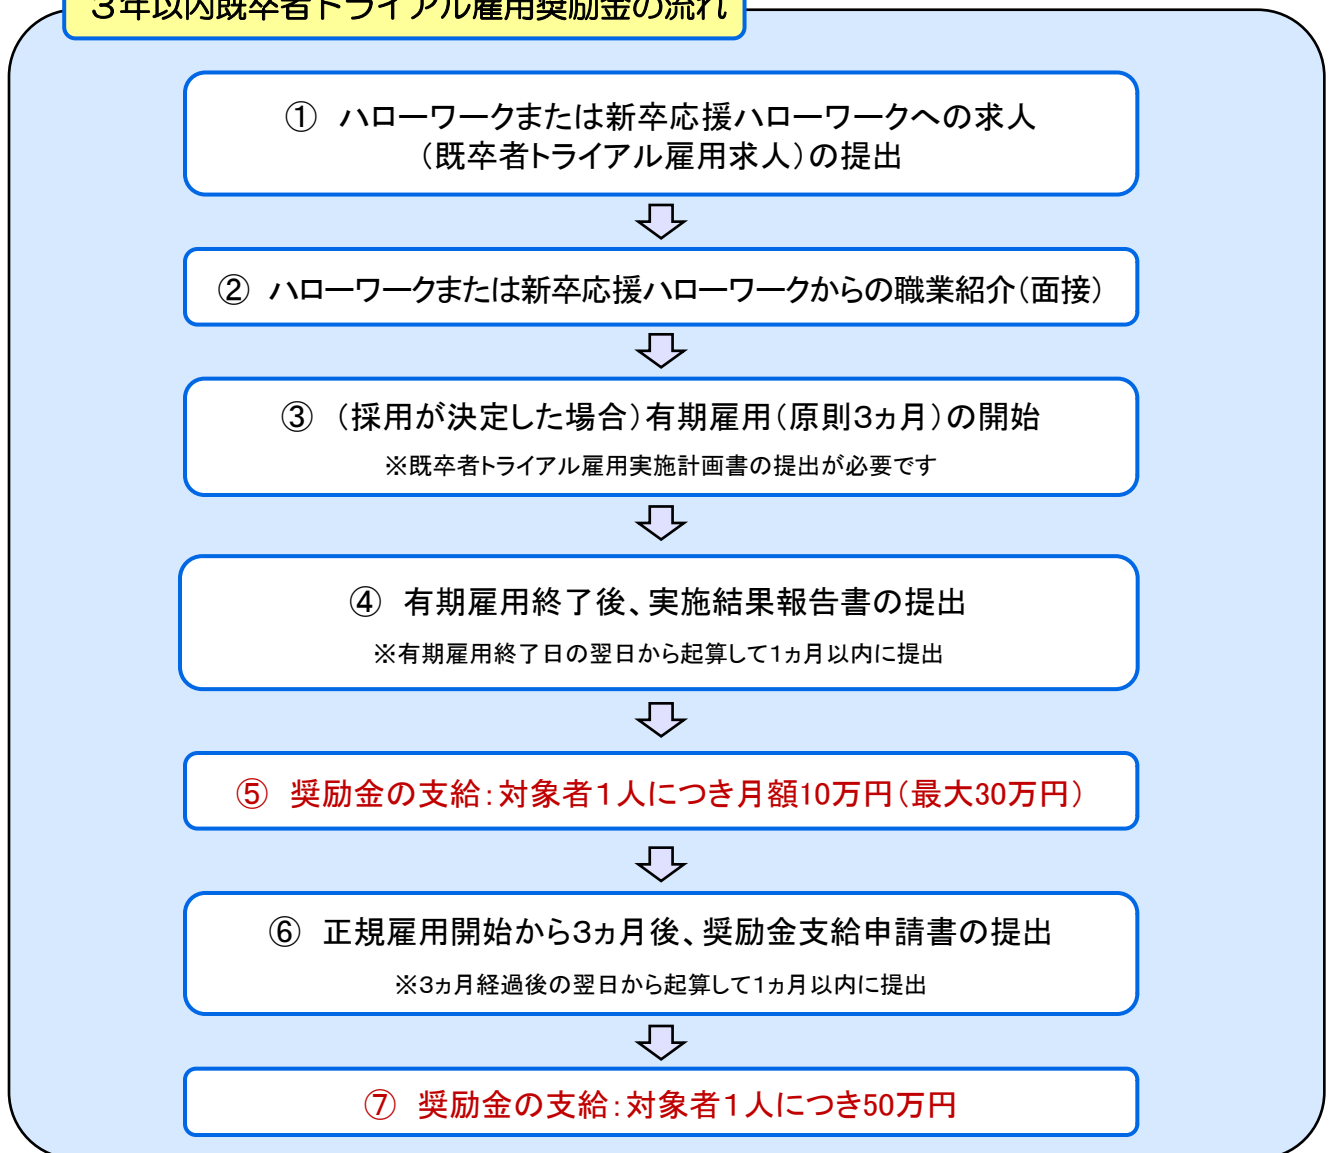 ３年以内既卒者トライアル雇用奨励金の流れ
① ハローワークまたは新卒応援ハローワークへの求人
（既卒者トライアル雇用求人）の提出
② ハローワークまたは新卒応援ハローワークからの職業紹介（面接）
③ （採用が決定した場合）有期雇用（原則３ヵ月）の開始
※既卒者トライアル雇用実施計画書の提出が必要です
④ 有期雇用終了後、実施結果報告書の提出
※有期雇用終了日の翌日から起算して１ヵ月以内に提出
⑤ 奨励金の支給：対象者１人につき月額10万円（最大30万円）
⑥ 正規雇用開始から３ヵ月後、奨励金支給申請書の提出
※３ヵ月経過後の翌日から起算して１ヵ月以内に提出
⑦ 奨励金の支給：対象者１人につき50万円